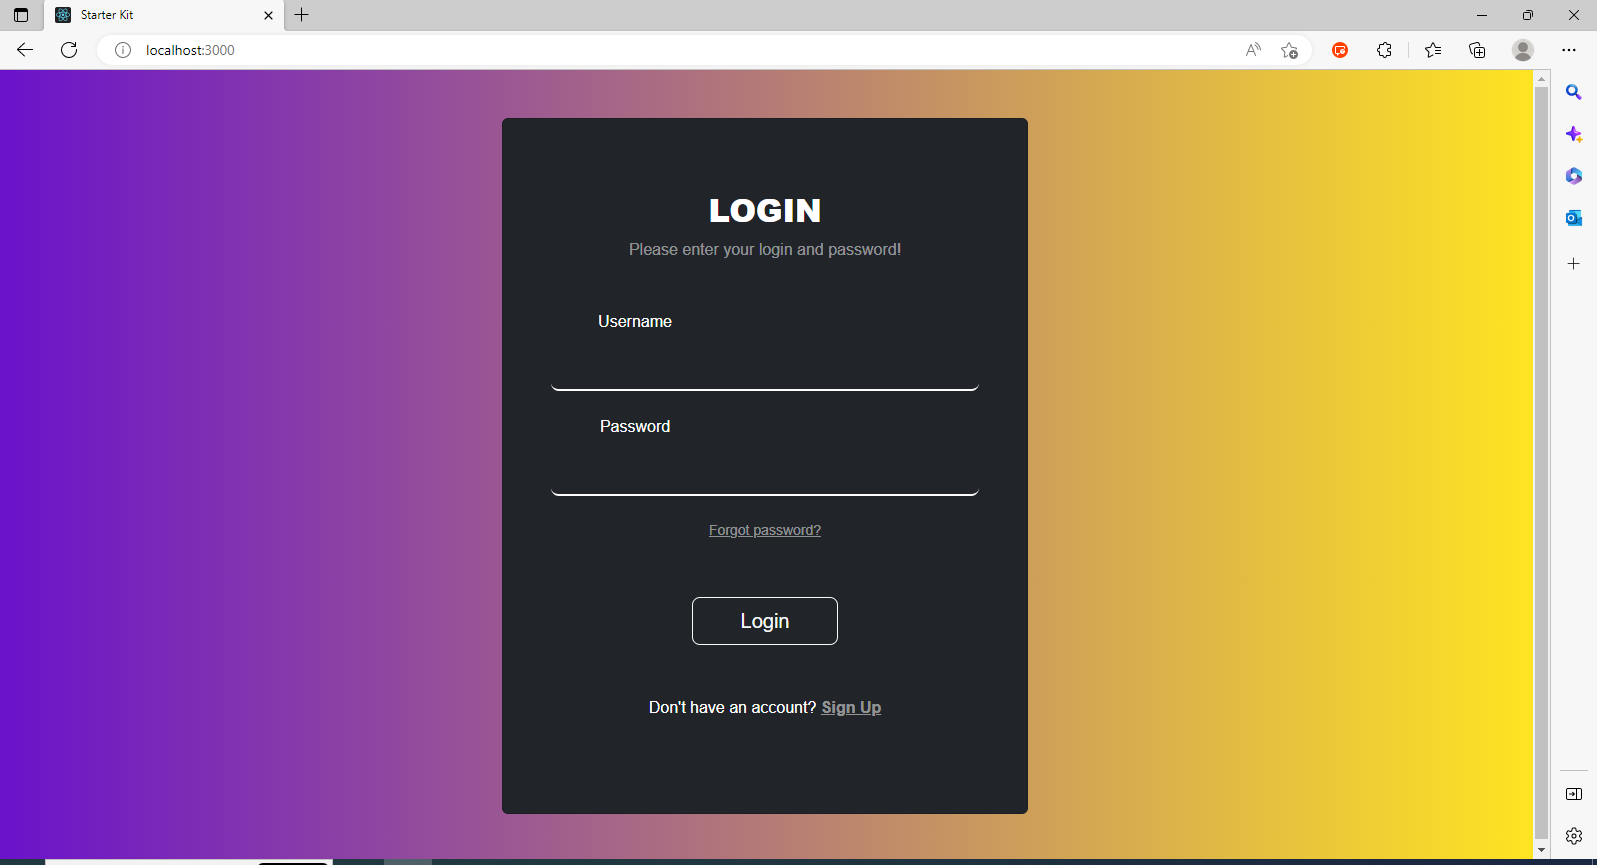 Starter Kit
localhost:3000
LOGIN
Please enter your login and password!
Username
Password
Forgot password?
Login
Don't have an account? Sign Up